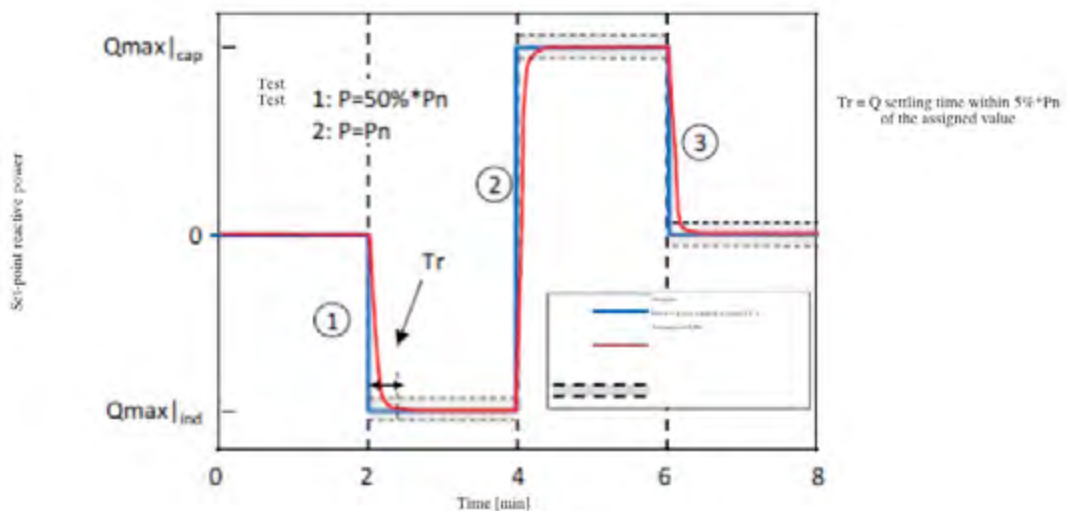 Qmax|cap
Test
Test 1: P=50%*Pn
2: P=Pn
Tr = Q settling time within 5%*Pn
of the assigned value
3
2
Set-point reactive power
0
Tr
1
Qmax|ind
0 2 4 6 8
Time [min]